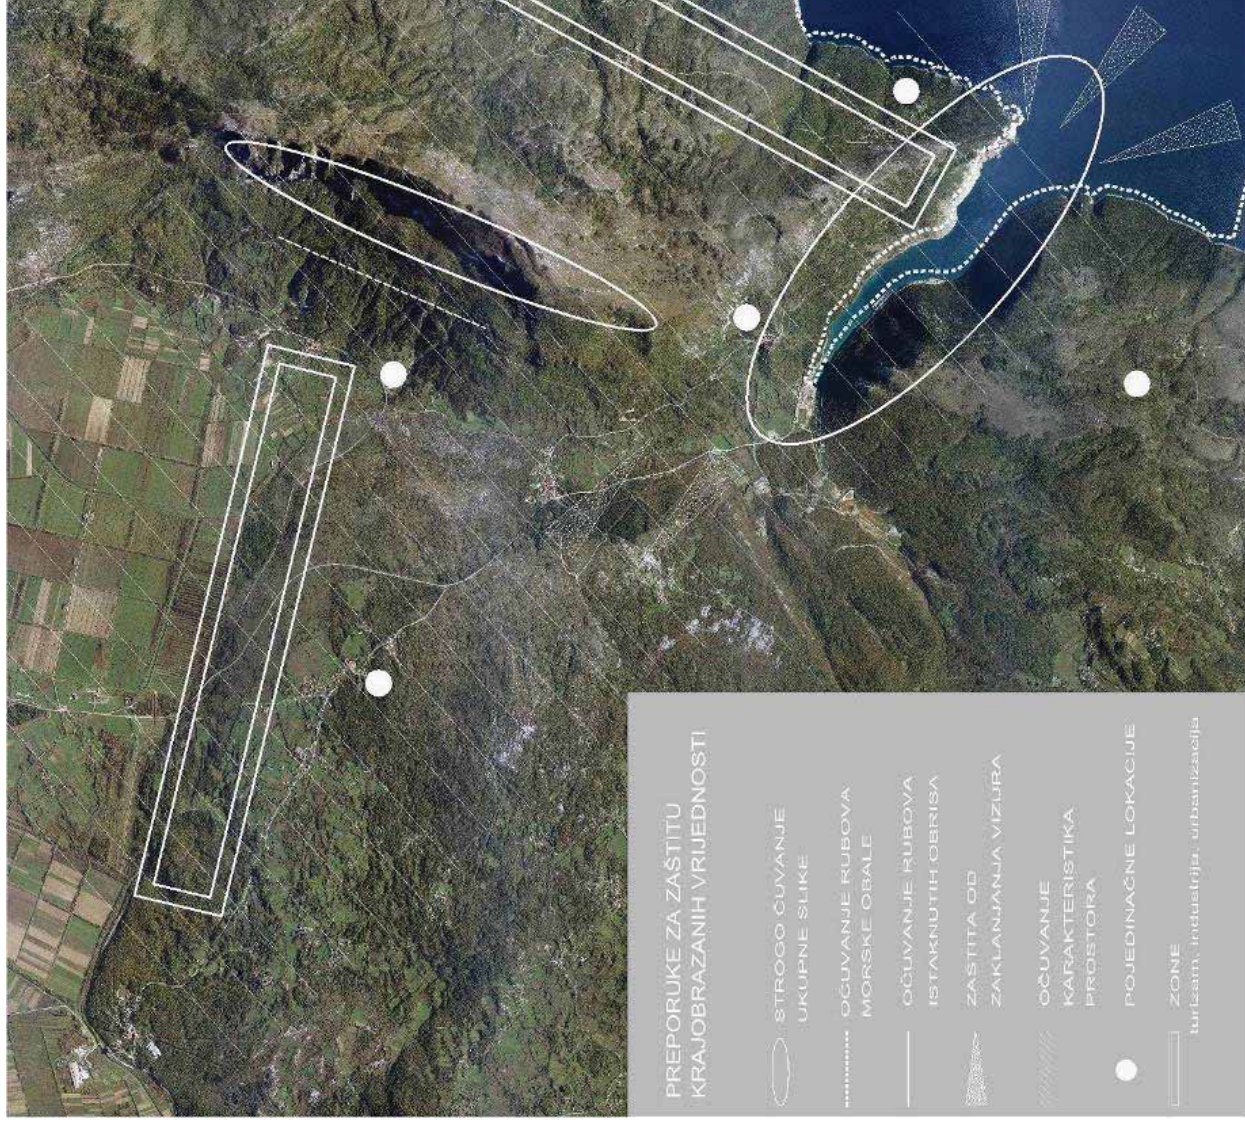 PREPORUKE ZA ZAŠTITU
KRAJOBRAZANIH VRIJEDNOSTI
STROGO ČUVANJE
UKUPNE SLIKE
OČUVANJE RUBOVA
MORSKE OBALE
OČUVANJE RUBOVA
ISTAKNUTIH OBRISA
ZAŠTITA OD
ZAKLANJANJA VIZURA
OČUVANJE
KARAKTERISTIKA
PROSTORA
POJEDINAČNE LOKACIJE
ZONE
turizam, industrija, urbanizacija